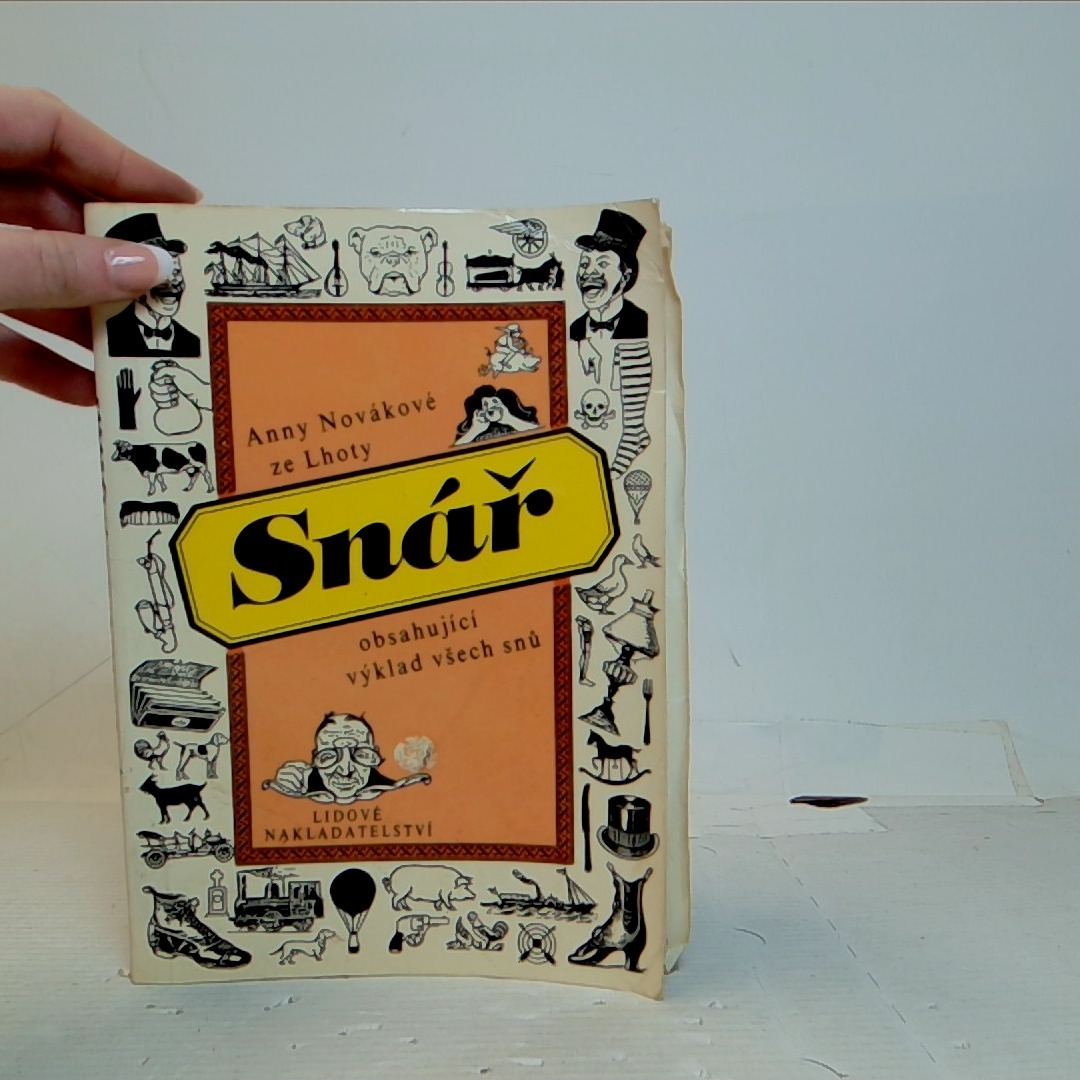 Anny Novákové
ze Lhoty
Snář
obsahující
výklad všech snů
LIDOVÉ
NAKLADATELSTVÍ